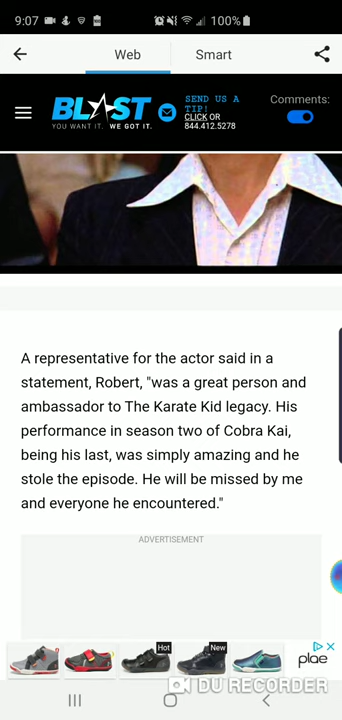 9:07
100%
Web
Smart
BLAST
YOU WANT IT. WE GOT IT.
SEND US A
TIP!
CLICK OR
844.412.5278
Comments:
A representative for the actor said in a
statement, Robert, "was a great person and
ambassador to The Karate Kid legacy. His
performance in season two of Cobra Kai,
being his last, was simply amazing and he
stole the episode. He will be missed by me
and everyone he encountered."
ADVERTISEMENT
Hot
New
plae
DU RECORDER